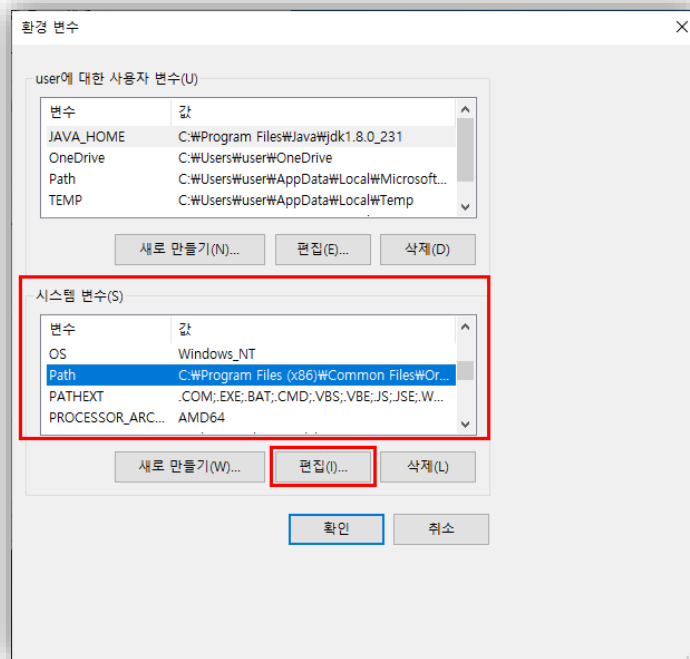 환경 변수
user에 대한 사용자 변수(U)
변수 값
JAVA_HOME C:₩Program Files₩Java₩jdk1.8.0_231
OneDrive C:₩Users₩user₩OneDrive
Path C:₩Users₩user₩AppData₩Local₩Microsoft...
TEMP C:₩Users₩user₩AppData₩Local₩Temp
새로 만들기(N)... 편집(E)... 삭제(D)
시스템 변수(S)
변수 값
OS Windows_NT
Path C:₩Program Files (x86)₩Common Files₩Or...
PATHEXT .COM;.EXE;.BAT;.CMD;.VBS;.VBE;.JS;.JSE;.W...
PROCESSOR_ARC... AMD64
새로 만들기(W)... 편집(I)... 삭제(L)
확인 취소